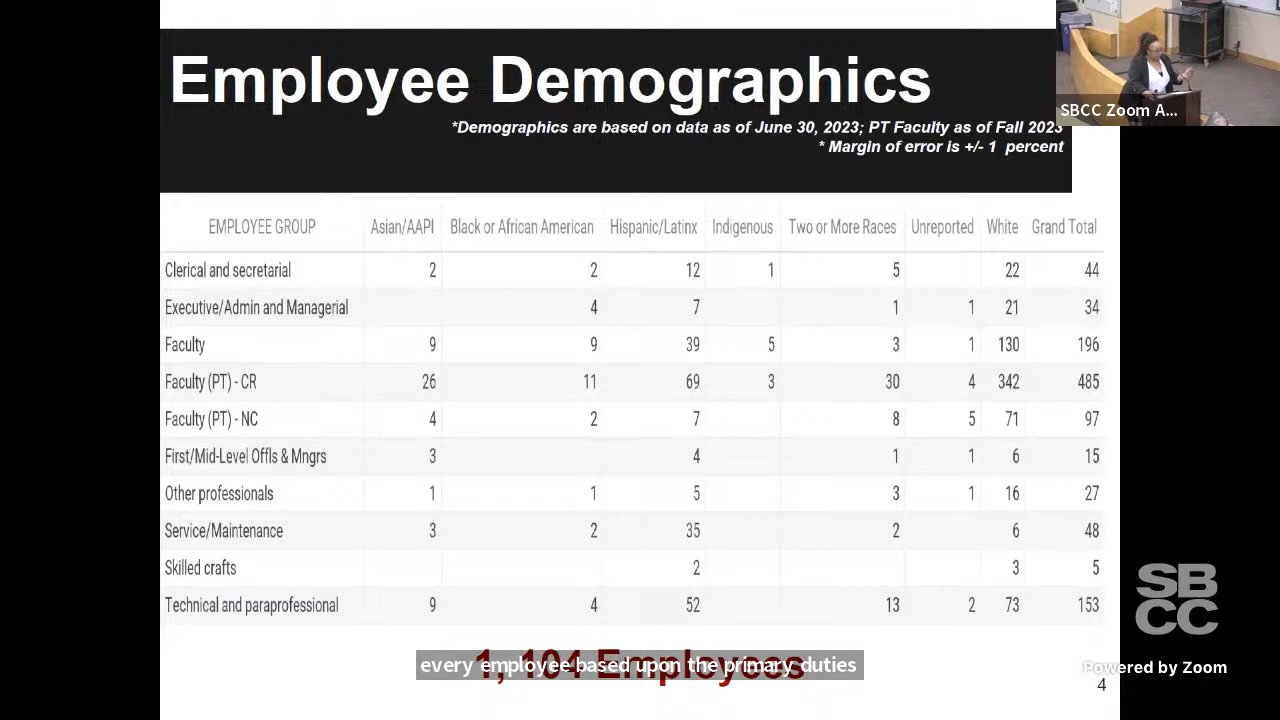 Employee Demographics
*Demographics are based on data as of June 30, 2023; PT Faculty as of Fall 2023
* Margin of error is +/- 1 percent
SBCC Zoom A...
EMPLOYEE GROUP Asian/AAPI Black or African American Hispanic/Latinx Indigenous Two or More Races Unreported White Grand Total
Clerical and secretarial 2 2 12 1 5 22 44
Executive/Admin and Managerial 4 7 1 1 21 34
Faculty 9 9 39 5 3 1 130 196
Faculty (PT) - CR 26 11 69 3 30 4 342 485
Faculty (PT) - NC 4 2 7 8 5 71 97
First/Mid-Level Offls & Mngrs 3 4 1 1 6 15
Other professionals 1 1 5 3 1 16 27
Service/Maintenance 3 2 35 2 6 48
Skilled crafts 2 3 5
Technical and paraprofessional 9 4 52 13 2 73 153
1, 104 Employees
every employee based upon the primary duties
SB
CC
Powered by Zoom
4